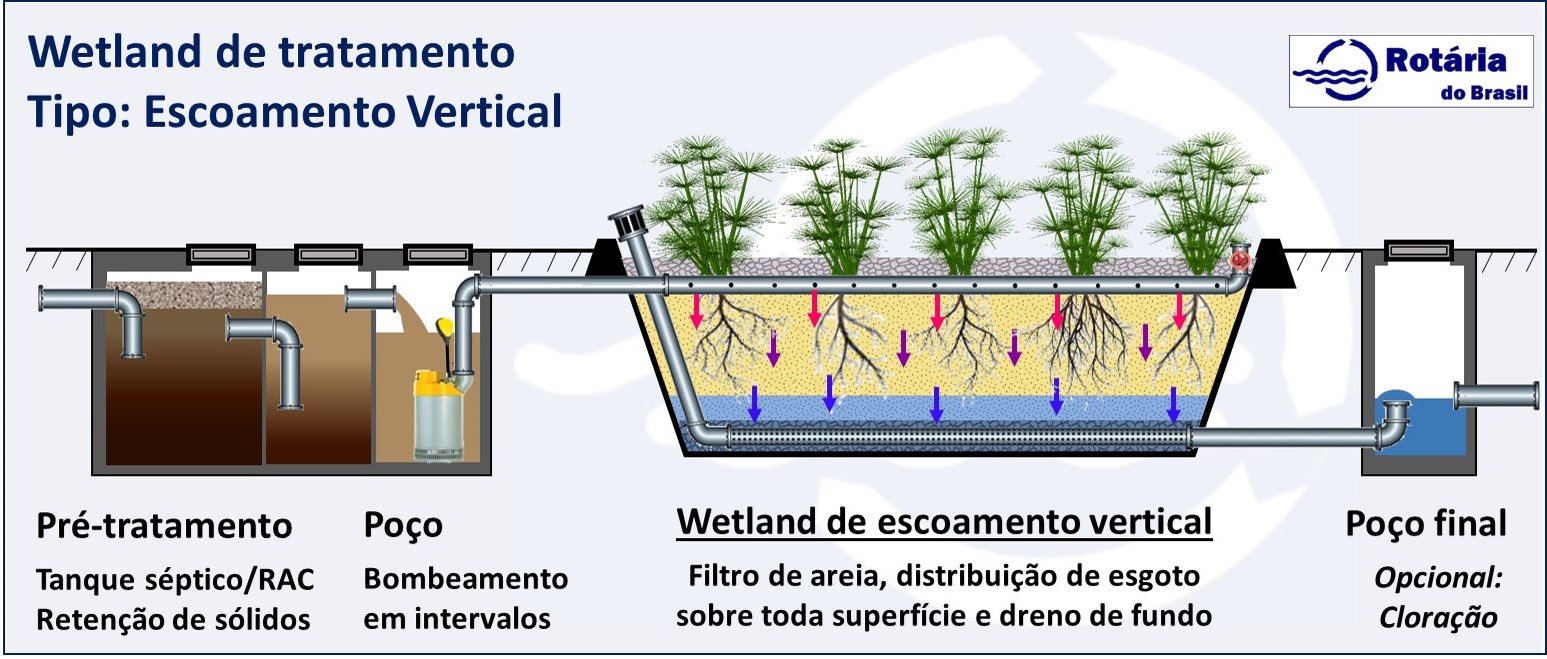 Wetland de tratamento
Tipo: Escoamento Vertical
Rotária
do Brasil
Pré-tratamento
Tanque séptico/RAC
Retenção de sólidos
Poço
Bombeamento
em intervalos
Wetland de escoamento vertical
Filtro de areia, distribuição de esgoto
sobre toda superfície e dreno de fundo
Poço final
Opcional:
Cloração